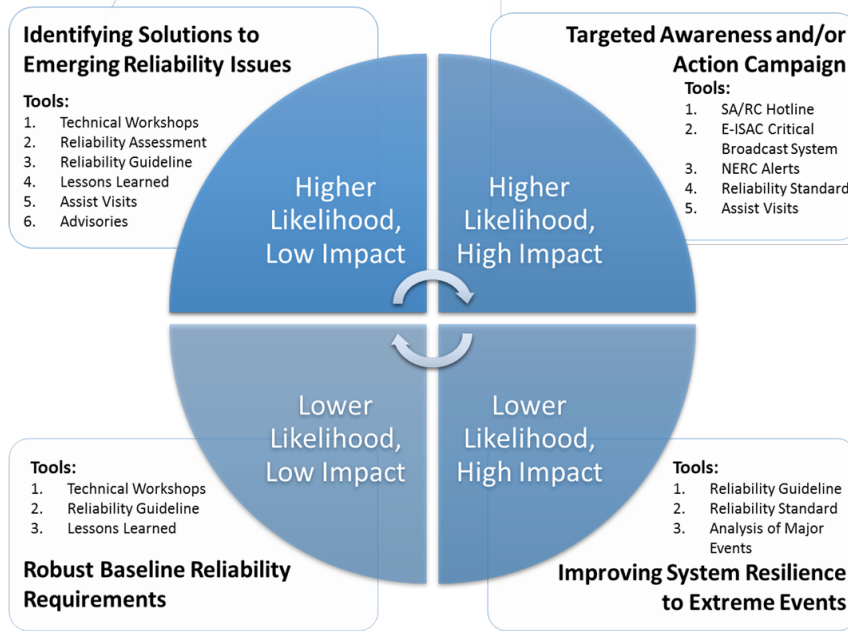 Identifying Solutions to
Emerging Reliability Issues
Tools:
1. Technical Workshops
2. Reliability Assessment
3. Reliability Guideline
4. Lessons Learned
5. Assist Visits
6. Advisories
Targeted Awareness and/or
Action Campaign
Tools:
1. SA/RC Hotline
2. E-ISAC Critical
Broadcast System
3. NERC Alerts
4. Reliability Standard
5. Assist Visits
Higher
Likelihood,
Low Impact
Higher
Likelihood,
High Impact
Lower
Likelihood,
Low Impact
Lower
Likelihood,
High Impact
Tools:
1. Technical Workshops
2. Reliability Guideline
3. Lessons Learned
Robust Baseline Reliability
Requirements
Tools:
1. Reliability Guideline
2. Reliability Standard
3. Analysis of Major
Events
Improving System Resilience
to Extreme Events